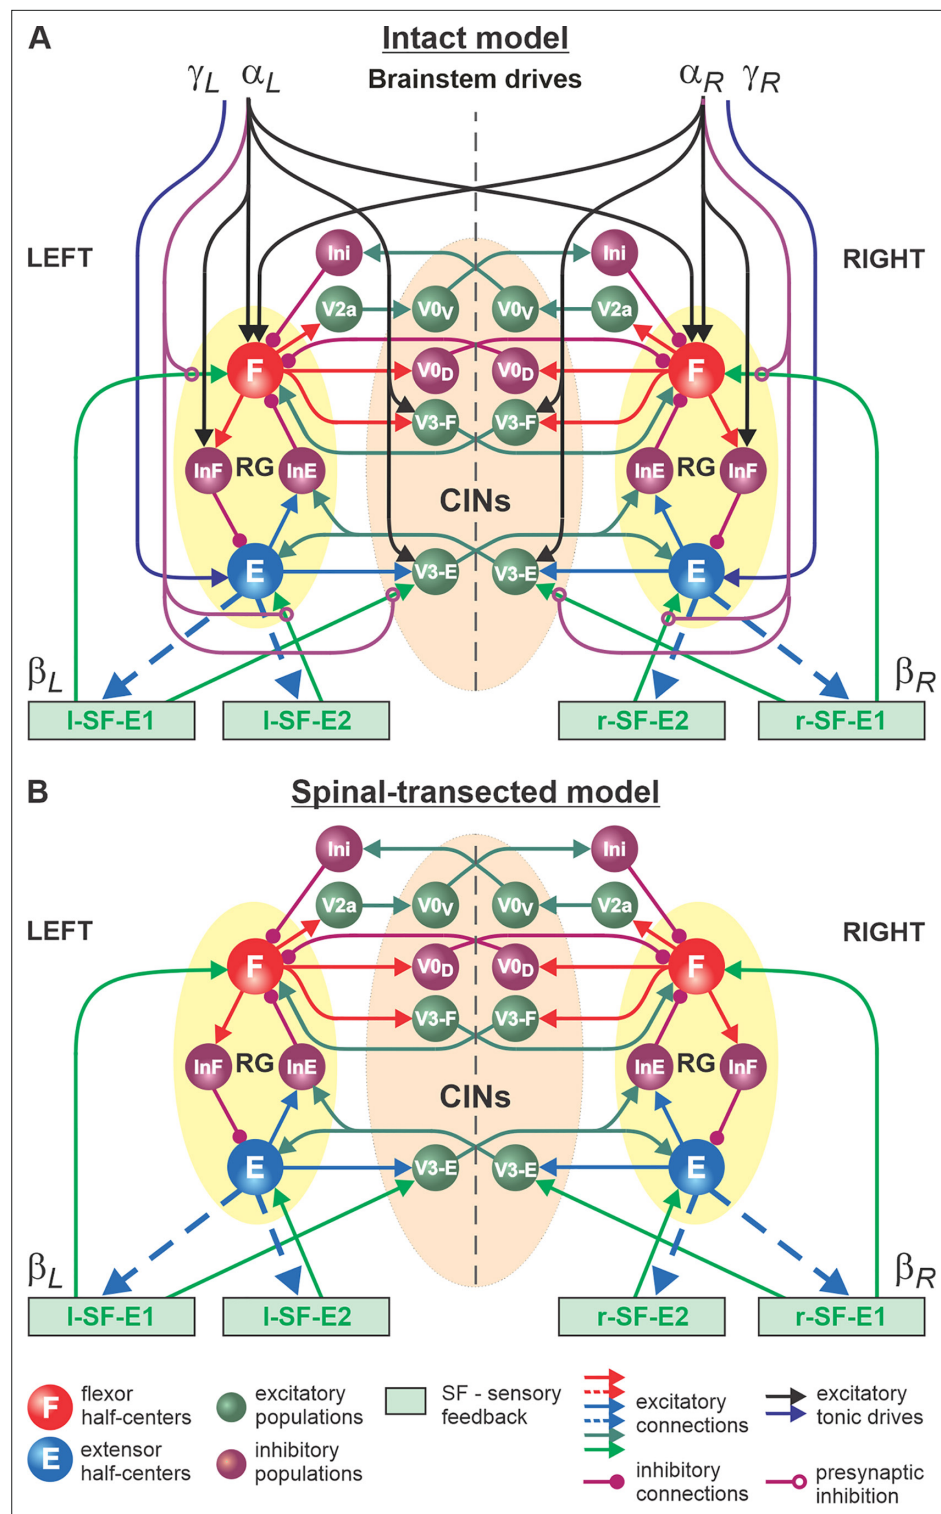 A
Intact model
γL αL Brainstem drives αR γR
LEFT
RIGHT
Ini Ini
V2a V0V V0V V2a
F V0D V0D F
V3-F V3-F
InF RG InE InE RG InF
CINs
E V3-E V3-E E
βL βR
l-SF-E1 l-SF-E2 r-SF-E2 r-SF-E1
B
Spinal-transected model
Ini Ini
V2a V0V V0V V2a
LEFT RIGHT
F V0D V0D F
V3-F V3-F
InF RG InE InE RG InF
CINs
E V3-E V3-E E
βL βR
l-SF-E1 l-SF-E2 r-SF-E2 r-SF-E1
F flexor
half-centers
E extensor
half-centers
excitatory
populations
inhibitory
populations
SF - sensory
feedback
excitatory
connections
inhibitory
connections
excitatory
tonic drives
presynaptic
inhibition